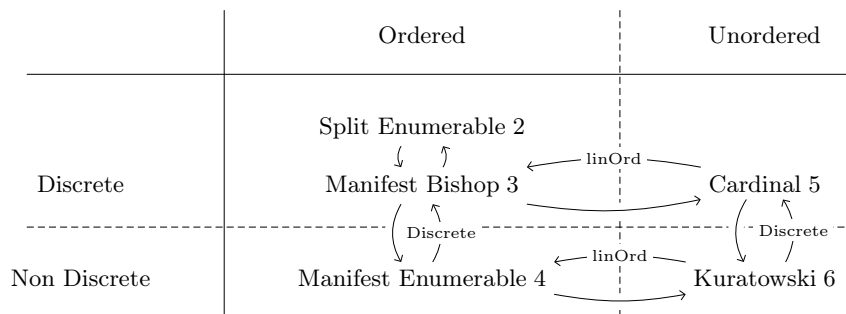 Ordered Unordered
Split Enumerable 2
linOrd
Discrete Manifest Bishop 3 Cardinal 5
Discrete Discrete
linOrd
Non Discrete Manifest Enumerable 4 Kuratowski 6